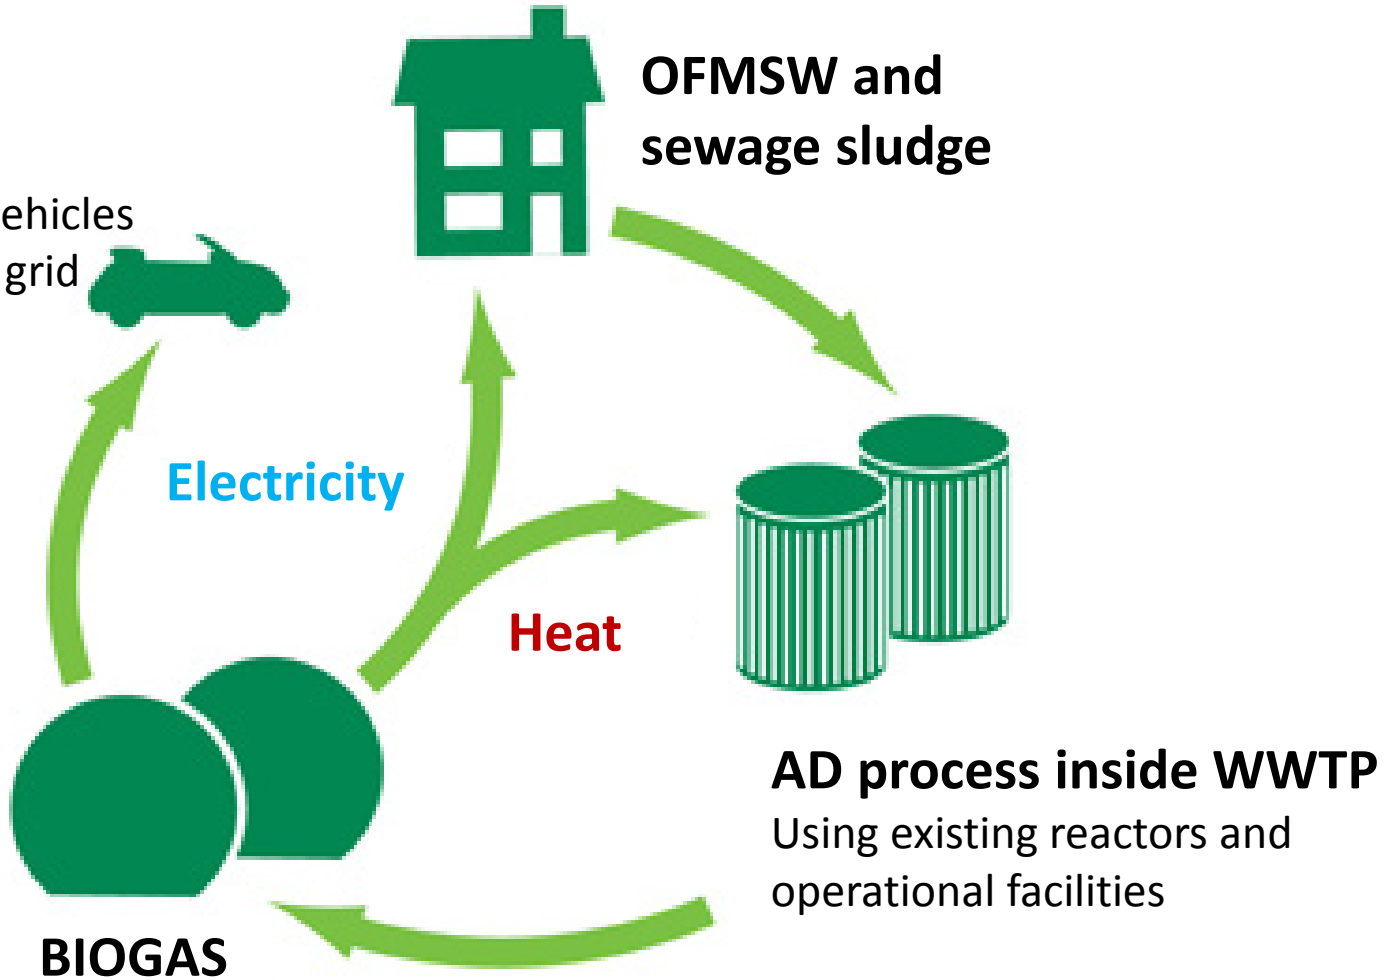 OFMSW and
sewage sludge
ehicles
grid
Electricity
Heat
AD process inside WWTP
Using existing reactors and
operational facilities
BIOGAS